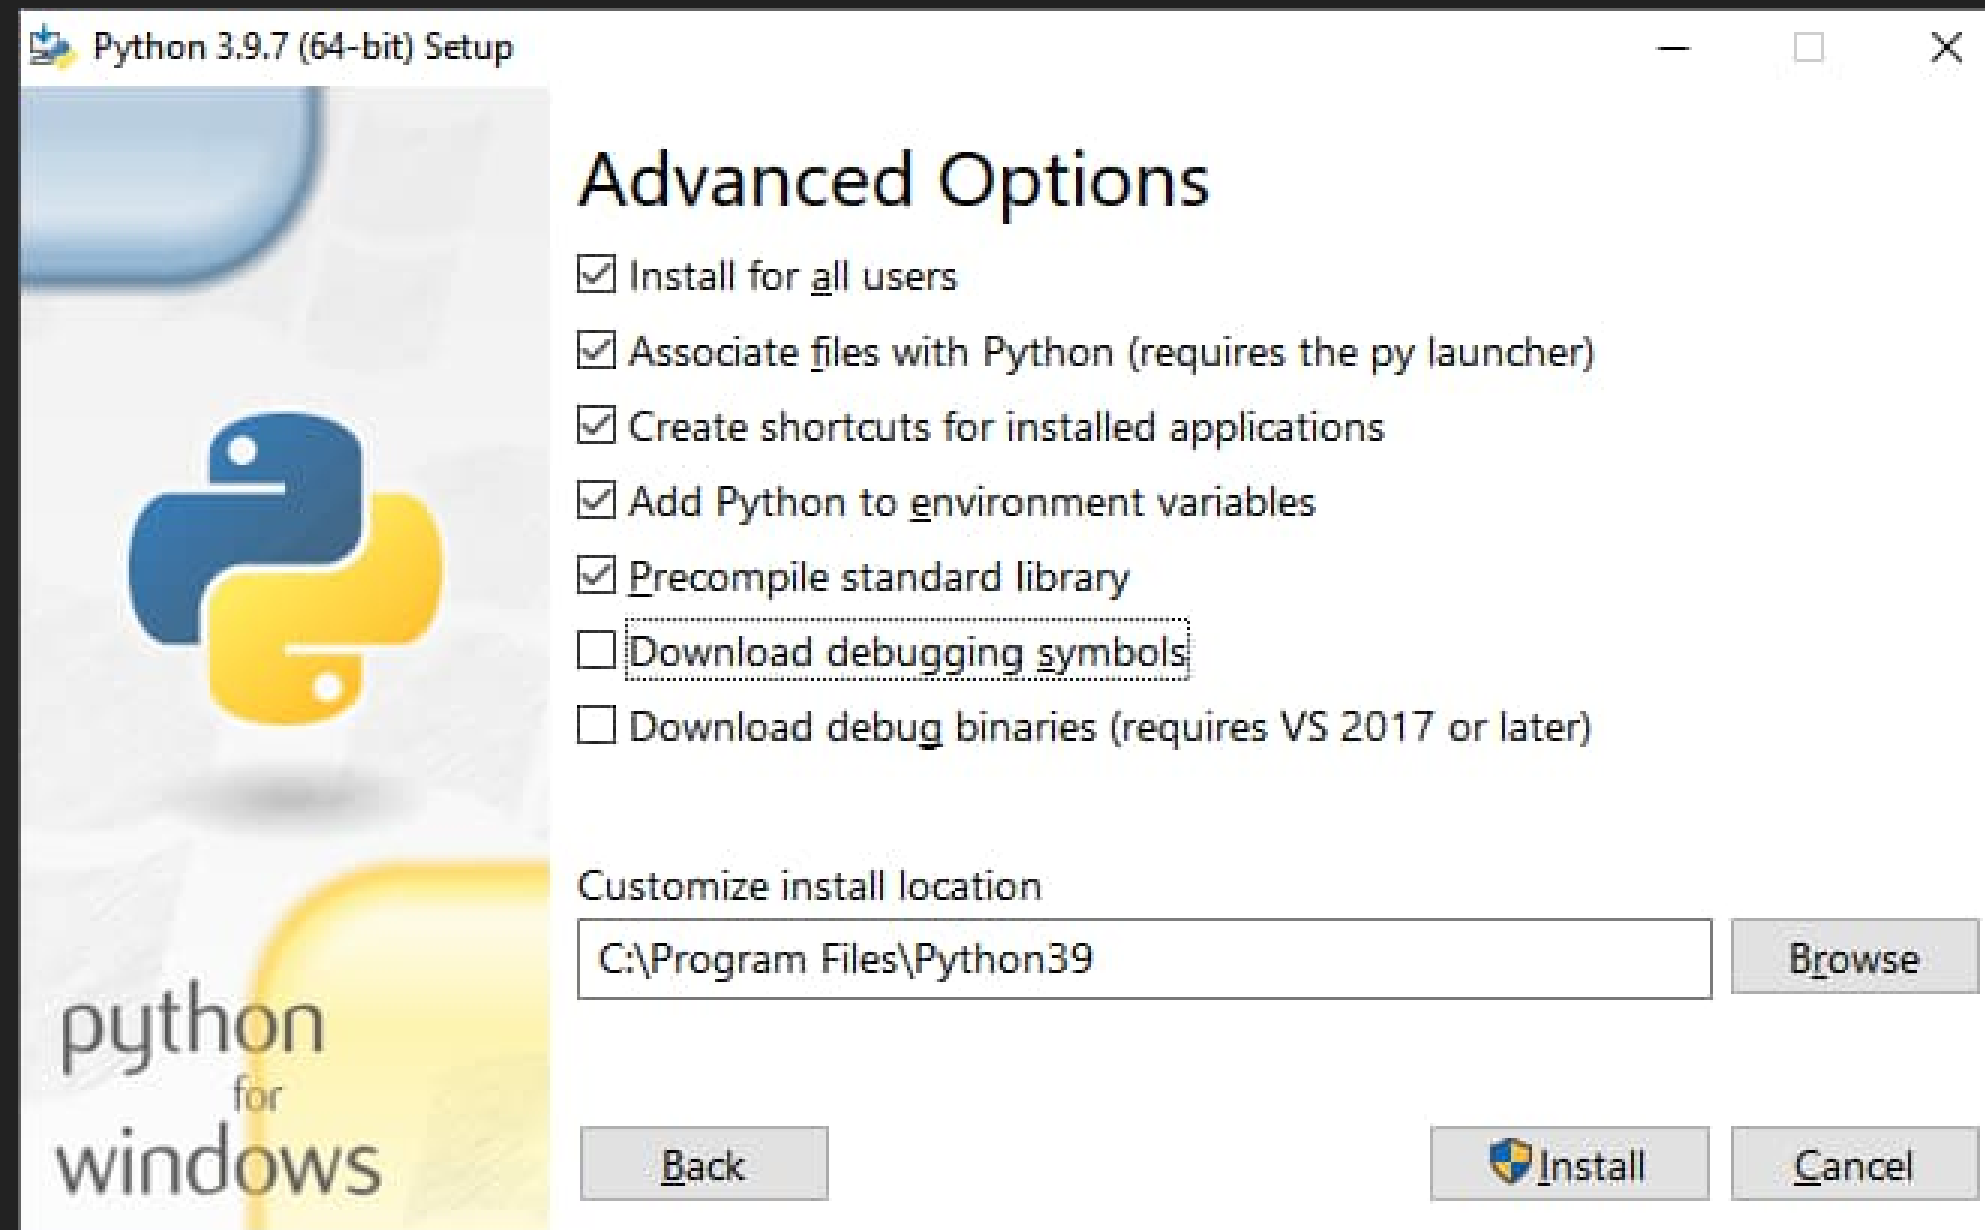 Python 3.9.7 (64-bit) Setup
Advanced Options
Install for all users
Associate files with Python (requires the py launcher)
Create shortcuts for installed applications
Add Python to environment variables
Precompile standard library
Download debugging symbols
Download debug binaries (requires VS 2017 or later)
Customize install location
C:\Program Files\Python39
Browse
python
for
windows
Back
Install
Cancel